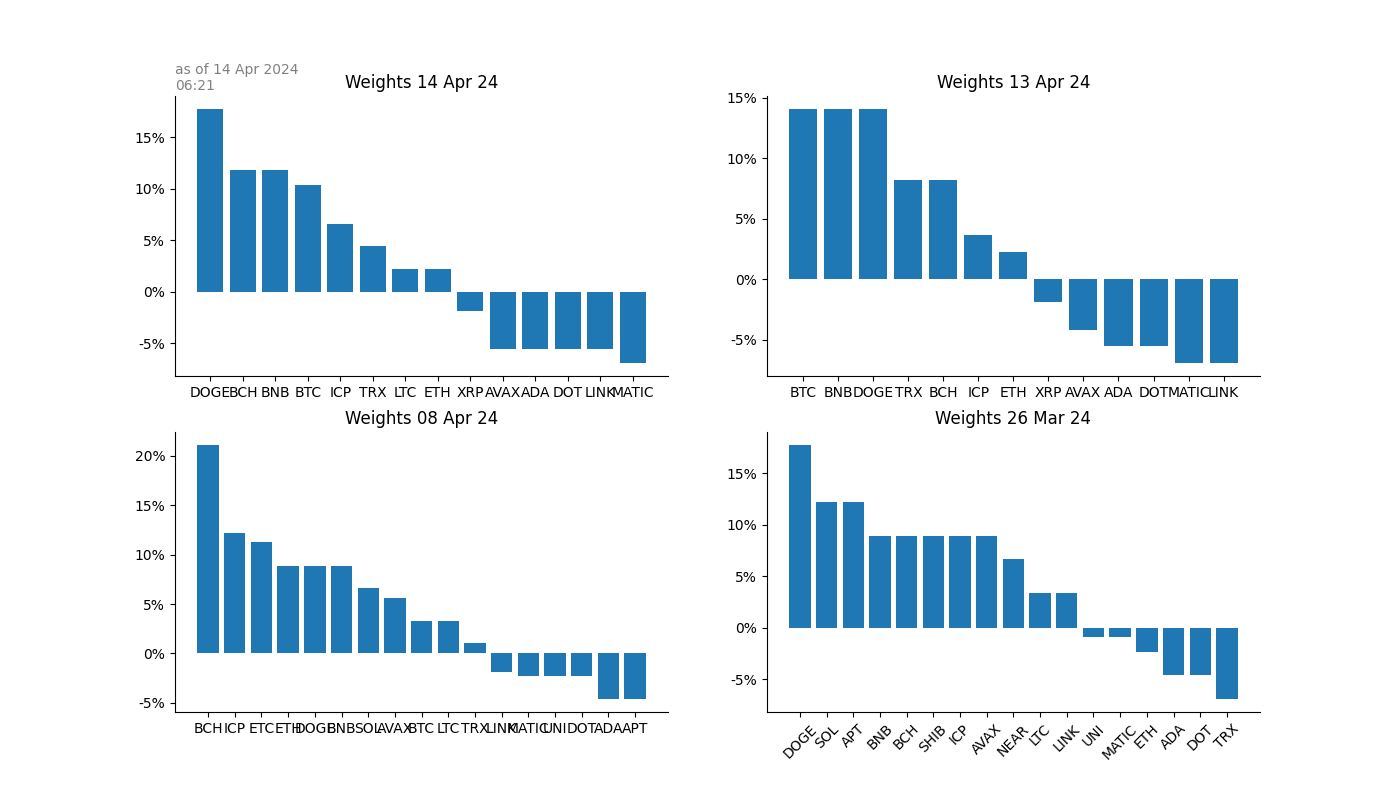 as of 14 Apr 2024
06:21
Weights 14 Apr 24
15%
10%
5%
0%
-5%
DOGE BCH BNB BTC ICP TRX LTC ETH XRP AVAX ADA DOT LINK MATIC
Weights 13 Apr 24
15%
10%
5%
0%
-5%
BTC BNB DOGE TRX BCH ICP ETH XRP AVAX ADA DOT MATIC LINK
Weights 08 Apr 24
20%
15%
10%
5%
0%
-5%
BCH ICP ETC ETH DOGE BNB SOL AVAX BTC LTC TRX LINK MATIC UNI DOT ADA APT
Weights 26 Mar 24
15%
10%
5%
0%
-5%
DOGE SOL APT BNB BCH SHIB ICP AVAX NEAR LTC LINK UNI MATIC ETH ADA DOT TRX